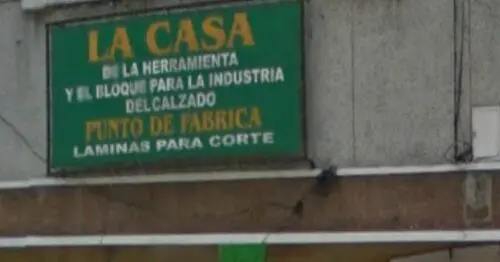 LA CASA
DE LA HERRAMIENTA
Y EL BLOQUE PARA LA INDUSTRIA
DEL CALZADO
PUNTO DE FABRICA
LAMINAS PARA CORTE